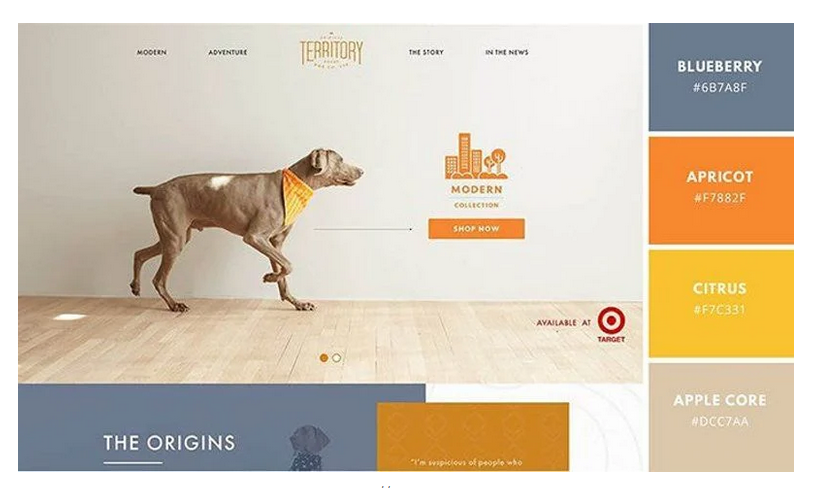 MODERN
ADVENTURE
TERRITORY
THE STORY
IN THE NEWS
MODERN
COLLECTION
SHOP NOW
AVAILABLE AT
TARGET
THE ORIGINS
"I'm suspicious of people who
BLUEBERRY
#6B7A8F
APRICOT
#F7882F
CITRUS
#F7C331
APPLE CORE
#DCC7AA